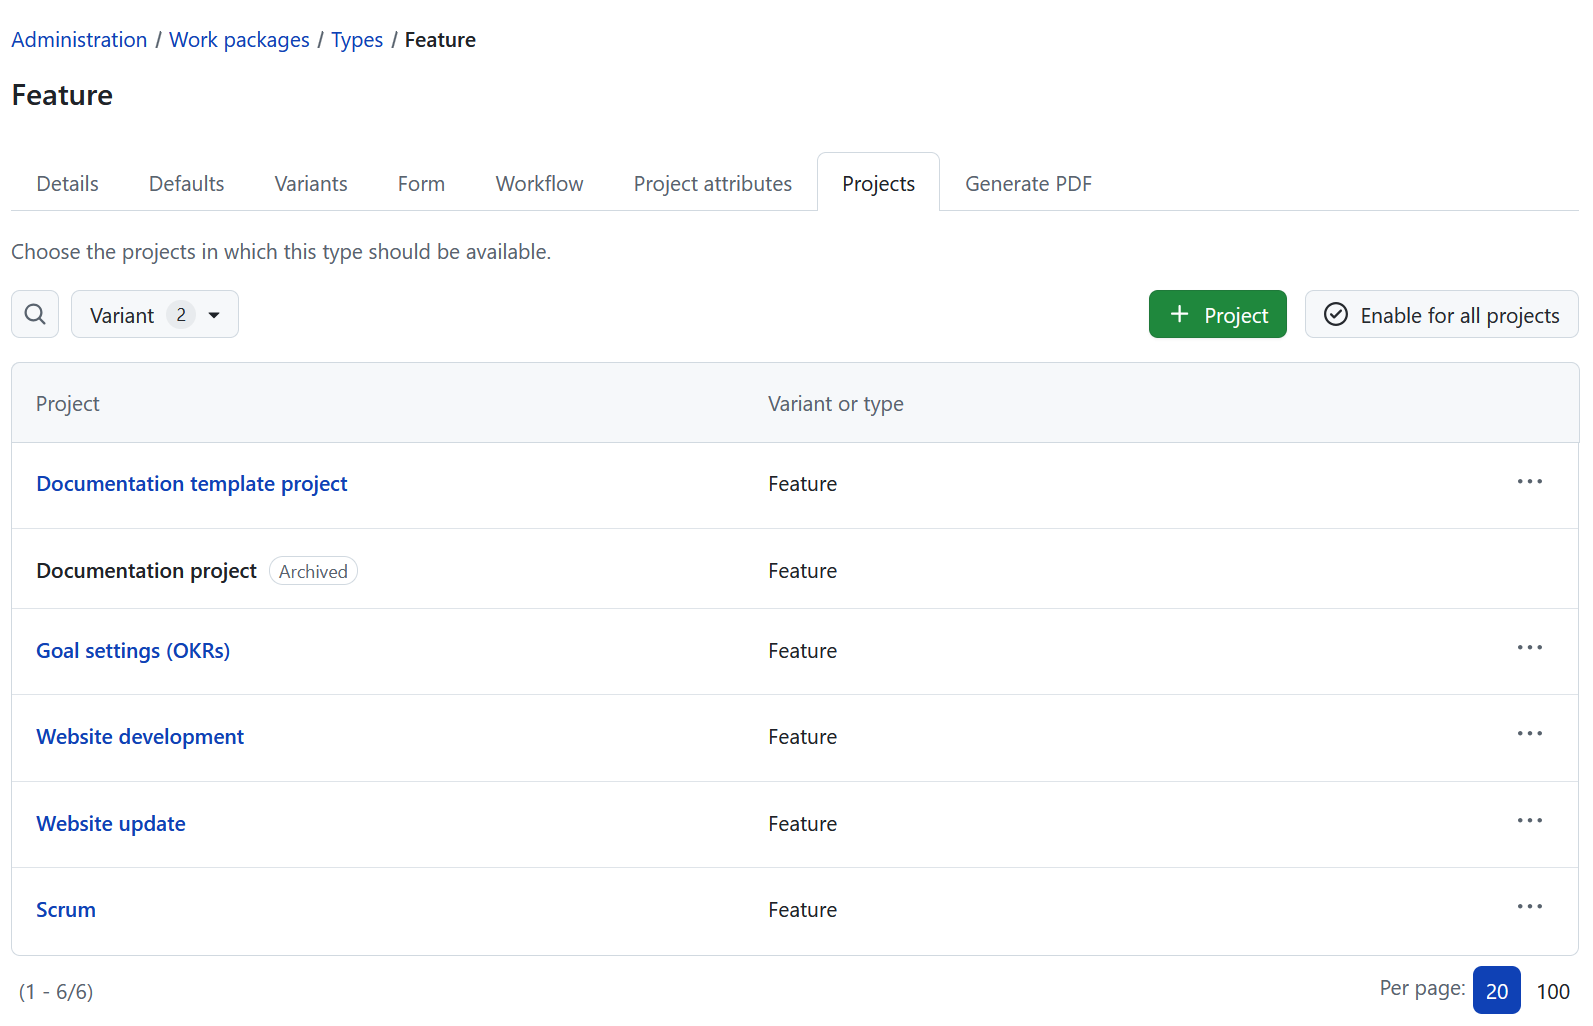 Administration / Work packages / Types / Feature
Feature
Details Defaults Variants Form Workflow Project attributes Projects Generate PDF
Choose the projects in which this type should be available.
Variant 2 + Project Enable for all projects
Project Variant or type
Documentation template project Feature ...
Documentation project Archived Feature
Goal settings (OKRs) Feature ...
Website development Feature ...
Website update Feature ...
Scrum Feature ...
(1 - 6/6) Per page: 20 100